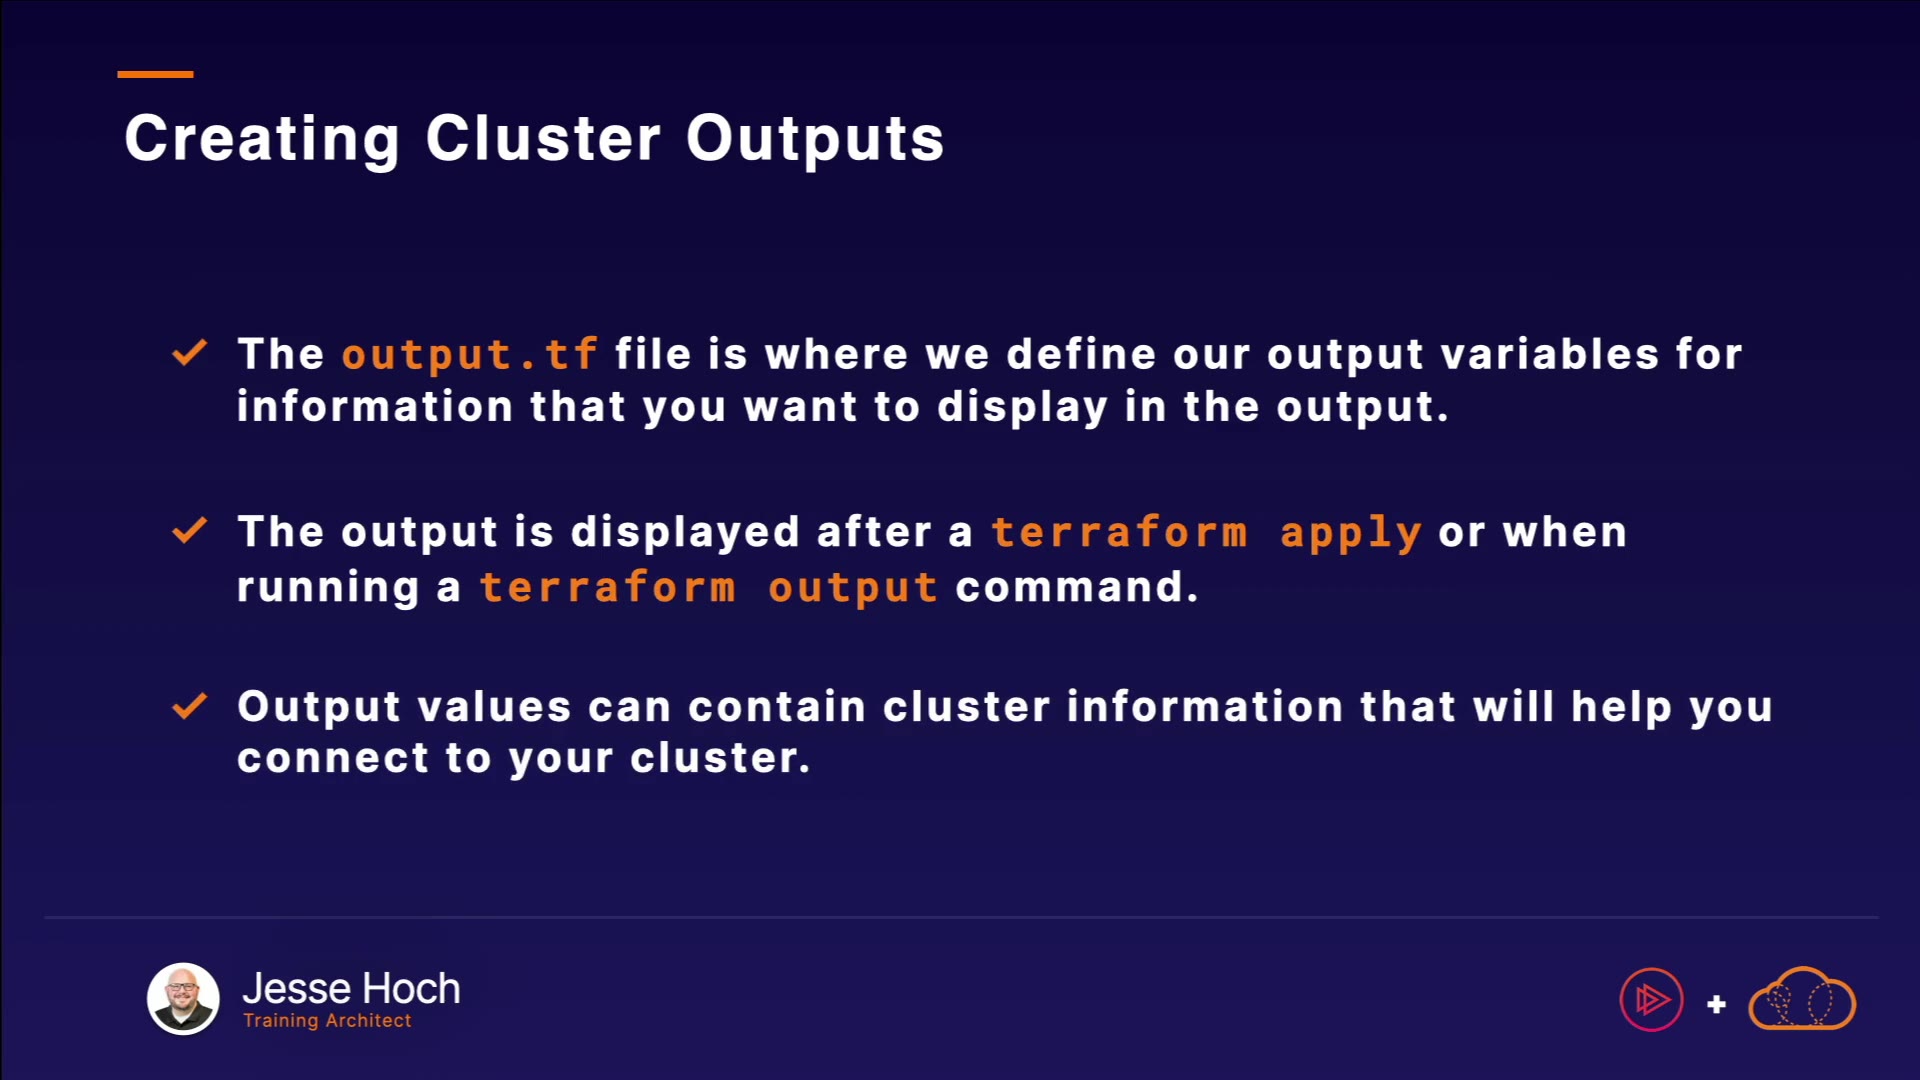 Creating Cluster Outputs
The output.tf file is where we define our output variables for
information that you want to display in the output.
The output is displayed after a terraform apply or when
running a terraform output command.
Output values can contain cluster information that will help you
connect to your cluster.
Jesse Hoch
Training Architect
+